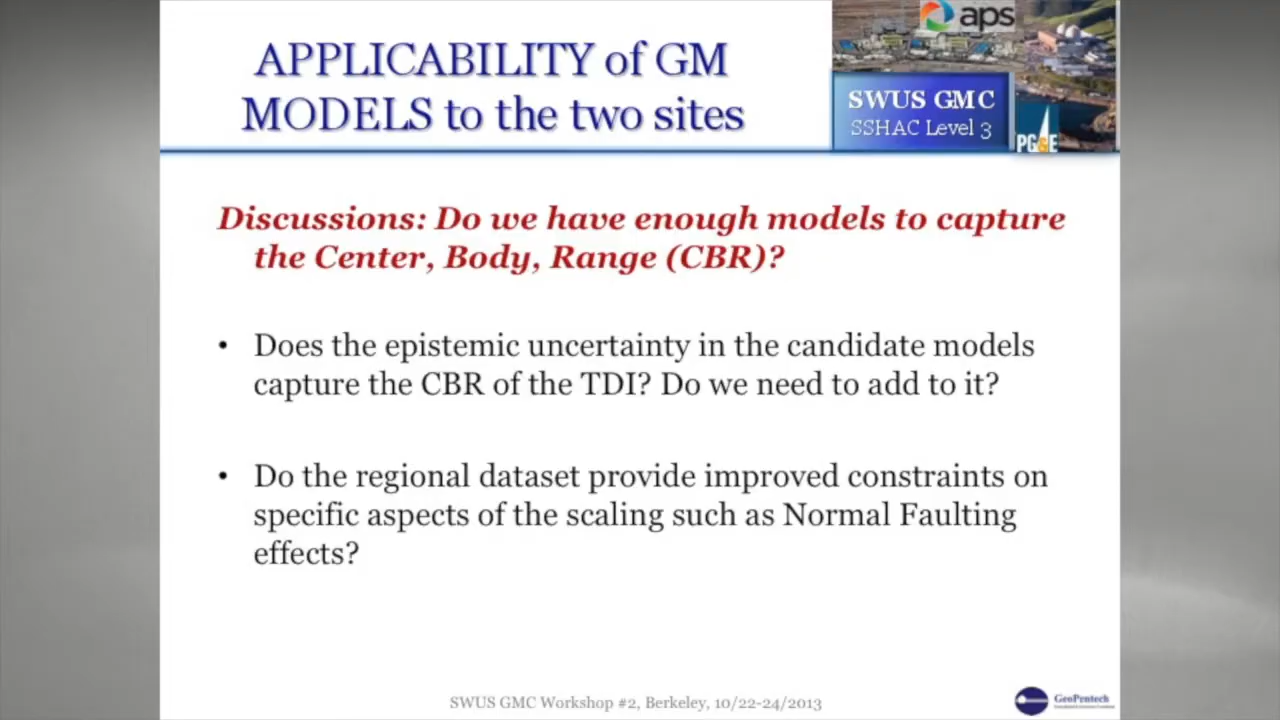 APPLICABILITY of GM
MODELS to the two sites
aps
SWUS GMC
SSHAC Level 3
PG&E
Discussions: Do we have enough models to capture
the Center, Body, Range (CBR)?
• Does the epistemic uncertainty in the candidate models
capture the CBR of the TDI? Do we need to add to it?
• Do the regional dataset provide improved constraints on
specific aspects of the scaling such as Normal Faulting
effects?
SWUS GMC Workshop #2, Berkeley, 10/22-24/2013
GeoPentech